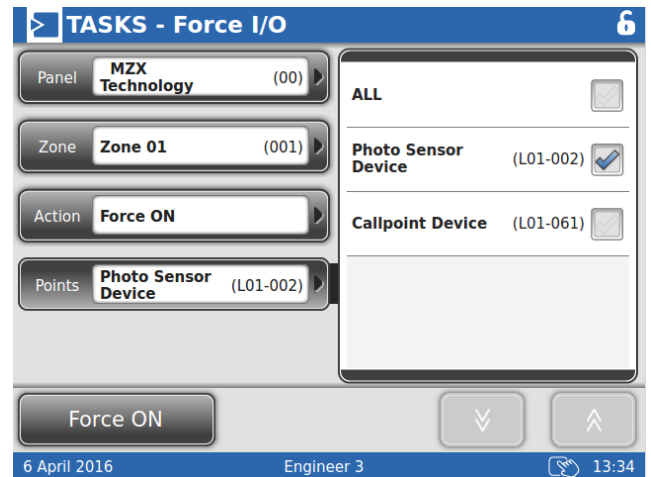 TASKS - Force I/O
Panel MZX Technology (00)
Zone Zone 01 (001)
Action Force ON
Points Photo Sensor Device (L01-002)
ALL
Photo Sensor Device (L01-002)
Callpoint Device (L01-061)
Force ON
6 April 2016 Engineer 3 13:34